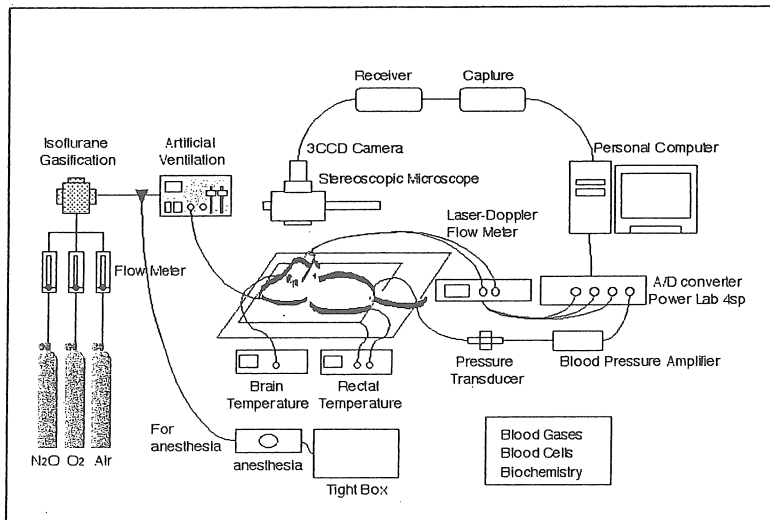 Receiver
Capture
Isoflurane
Gasification
Artificial
Ventilation
3CCD Camera
Personal Computer
Stereoscopic Microscope
Laser-Doppler
Flow Meter
Flow Meter
A/D converter
Power Lab 4sp
Pressure
Transducer
Blood Pressure Amplifier
Brain
Temperature
Rectal
Temperature
For
anesthesia
anesthesia
Tight Box
N2O O2 Air
Blood Gases
Blood Cells
Biochemistry